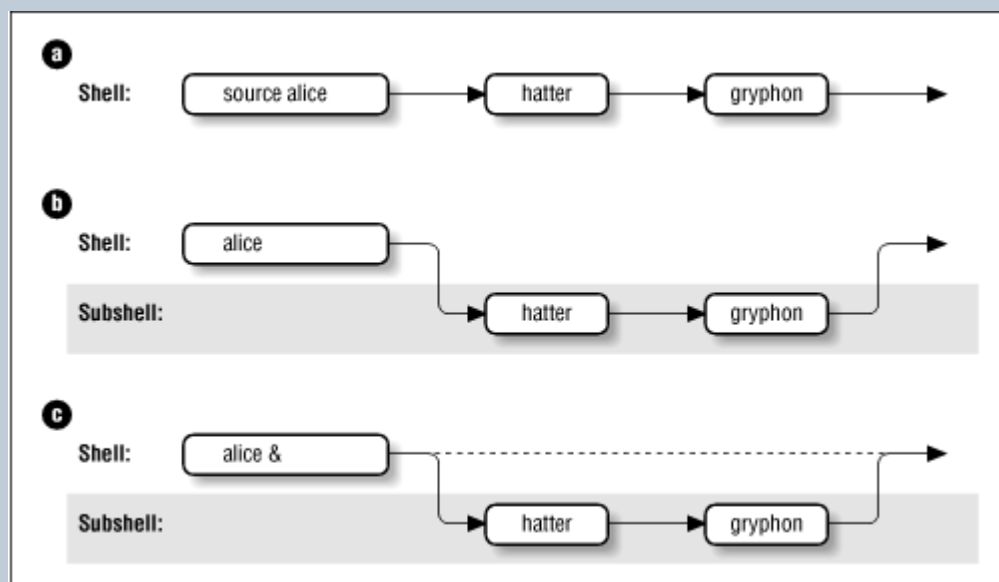 a
Shell: source alice hatter gryphon
b
Shell: alice
Subshell: hatter gryphon
c
Shell: alice &
Subshell: hatter gryphon